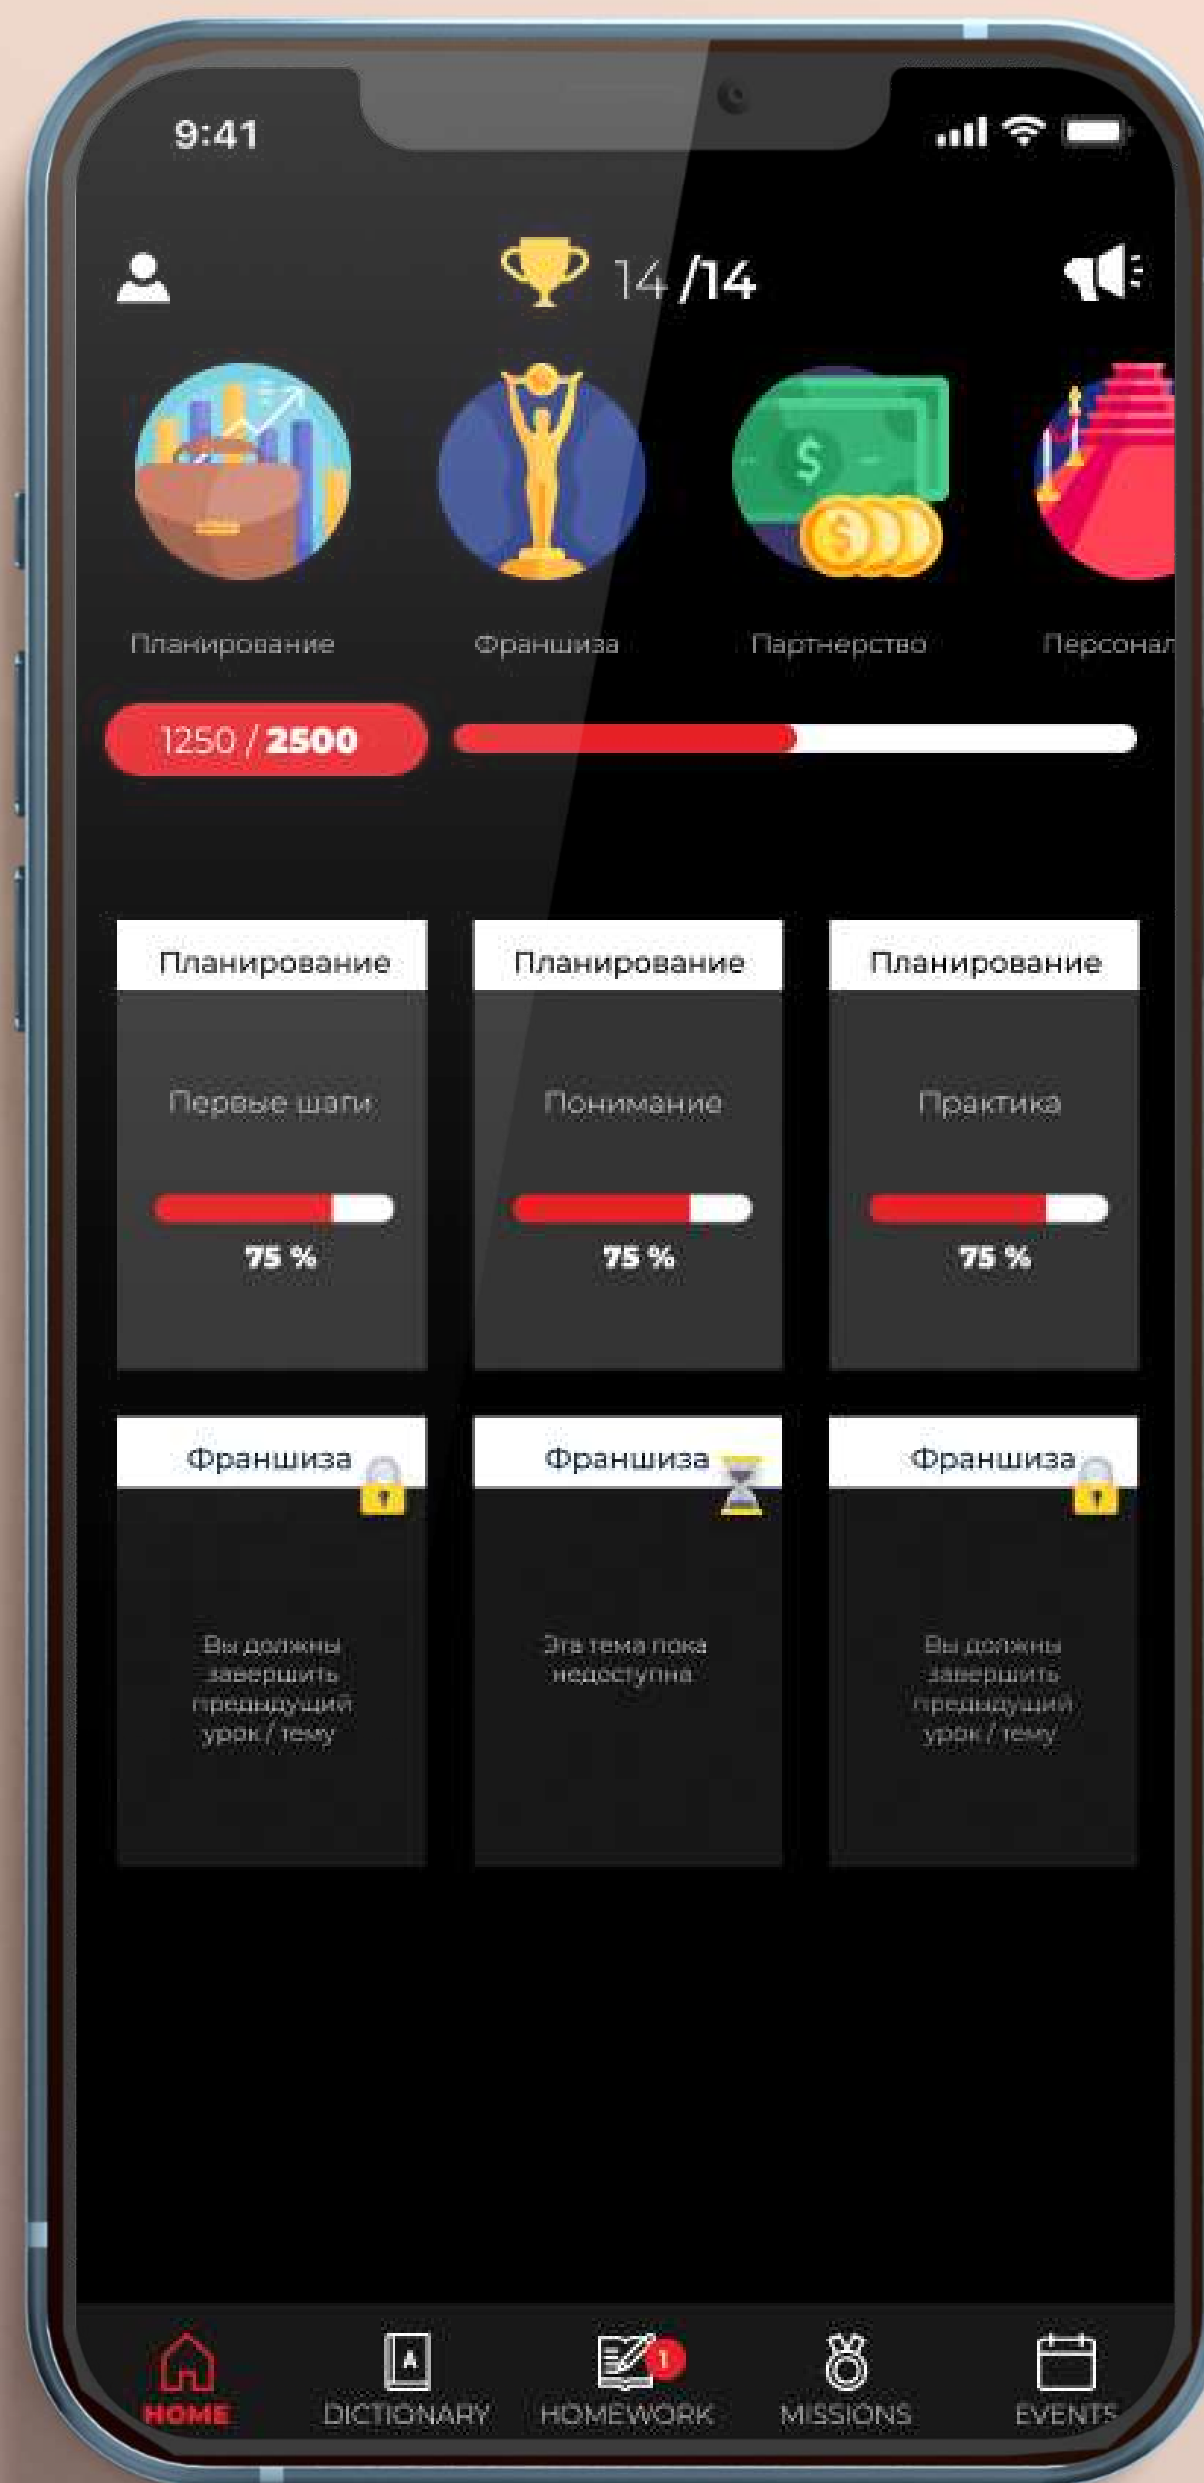 9:41
14 /14
Планирование
Франшиза
Партнерство
Персонал
1250 / 2500
Планирование
Планирование
Планирование
Первые шаги
Понимание
Практика
75 %
75 %
75 %
Франшиза
Франшиза
Франшиза
Вы должны
завершить
предыдущий
урок / тему
Эта тема пока
недоступна
Вы должны
завершить
предыдущий
урок / тему
A
1
HOME
DICTIONARY
HOMEWORK
MISSIONS
EVENTS